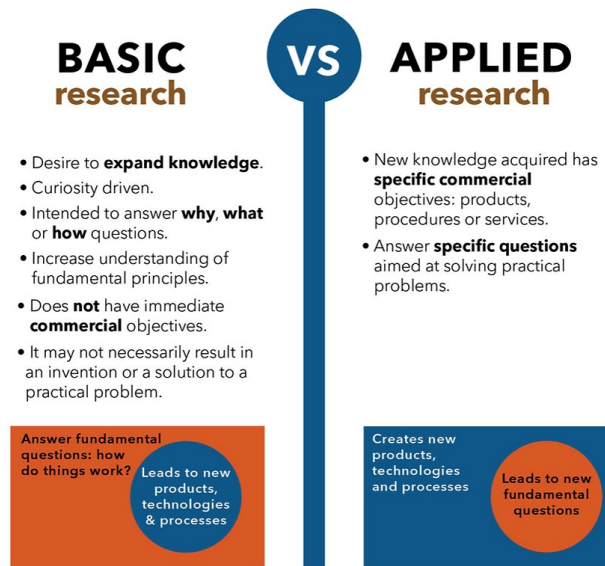 BASIC
research
VS
APPLIED
research
• Desire to expand knowledge.
• Curiosity driven.
• Intended to answer why, what
or how questions.
• Increase understanding of
fundamental principles.
• Does not have immediate
commercial objectives.
• It may not necessarily result in
an invention or a solution to a
practical problem.
• New knowledge acquired has
specific commercial
objectives: products,
procedures or services.
• Answer specific questions
aimed at solving practical
problems.
Answer fundamental
questions: how
do things work?
Leads to new
products,
technologies
& processes
Creates new
products,
technologies
and processes
Leads to new
fundamental
questions